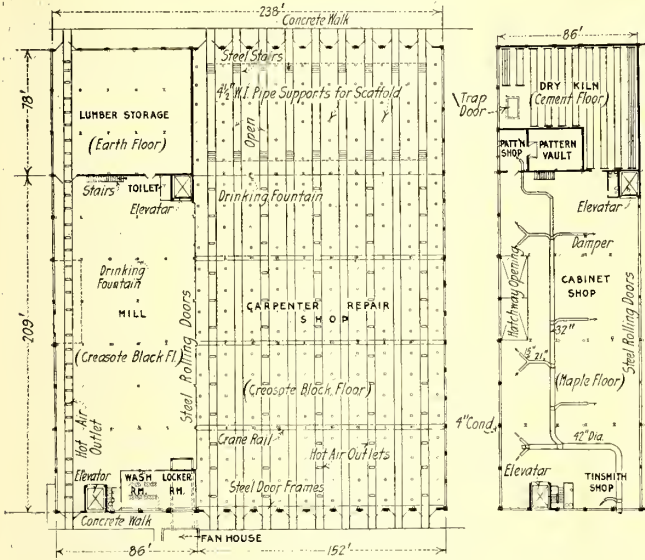 238'
Concrete Walk
86'
Steel Stairs
4½" W.I. Pipe Supports for Scaffold
78'
LUMBER STORAGE
(Earth Floor)
Open
Trap
Door
DRY KILN
(Cement Floor)
PATT'N
SHOP
PATTERN
VAULT
Stairs
TOILET
Elevator
Drinking Fountain
Elevator
Damper
Drinking
Fountain
MILL
(Creasote Black Fl.)
Steel Rolling Doors
209'
CARPENTER REPAIR
SHOP
(Creosote Block Floor)
Hatchway Opening
CABINET
SHOP
Steel Rolling Doors
32"
21"
(Maple Floor)
Hot Air
Outlet
Crane Rail
4" Cond.
42" Dia.
Hot Air Outlets
Elevator
WASH
RM.
LOCKER
RM.
Steel Door Frames
Elevator
TINSMITH
SHOP
Concrete Walk
FAN HOUSE
86'
152'